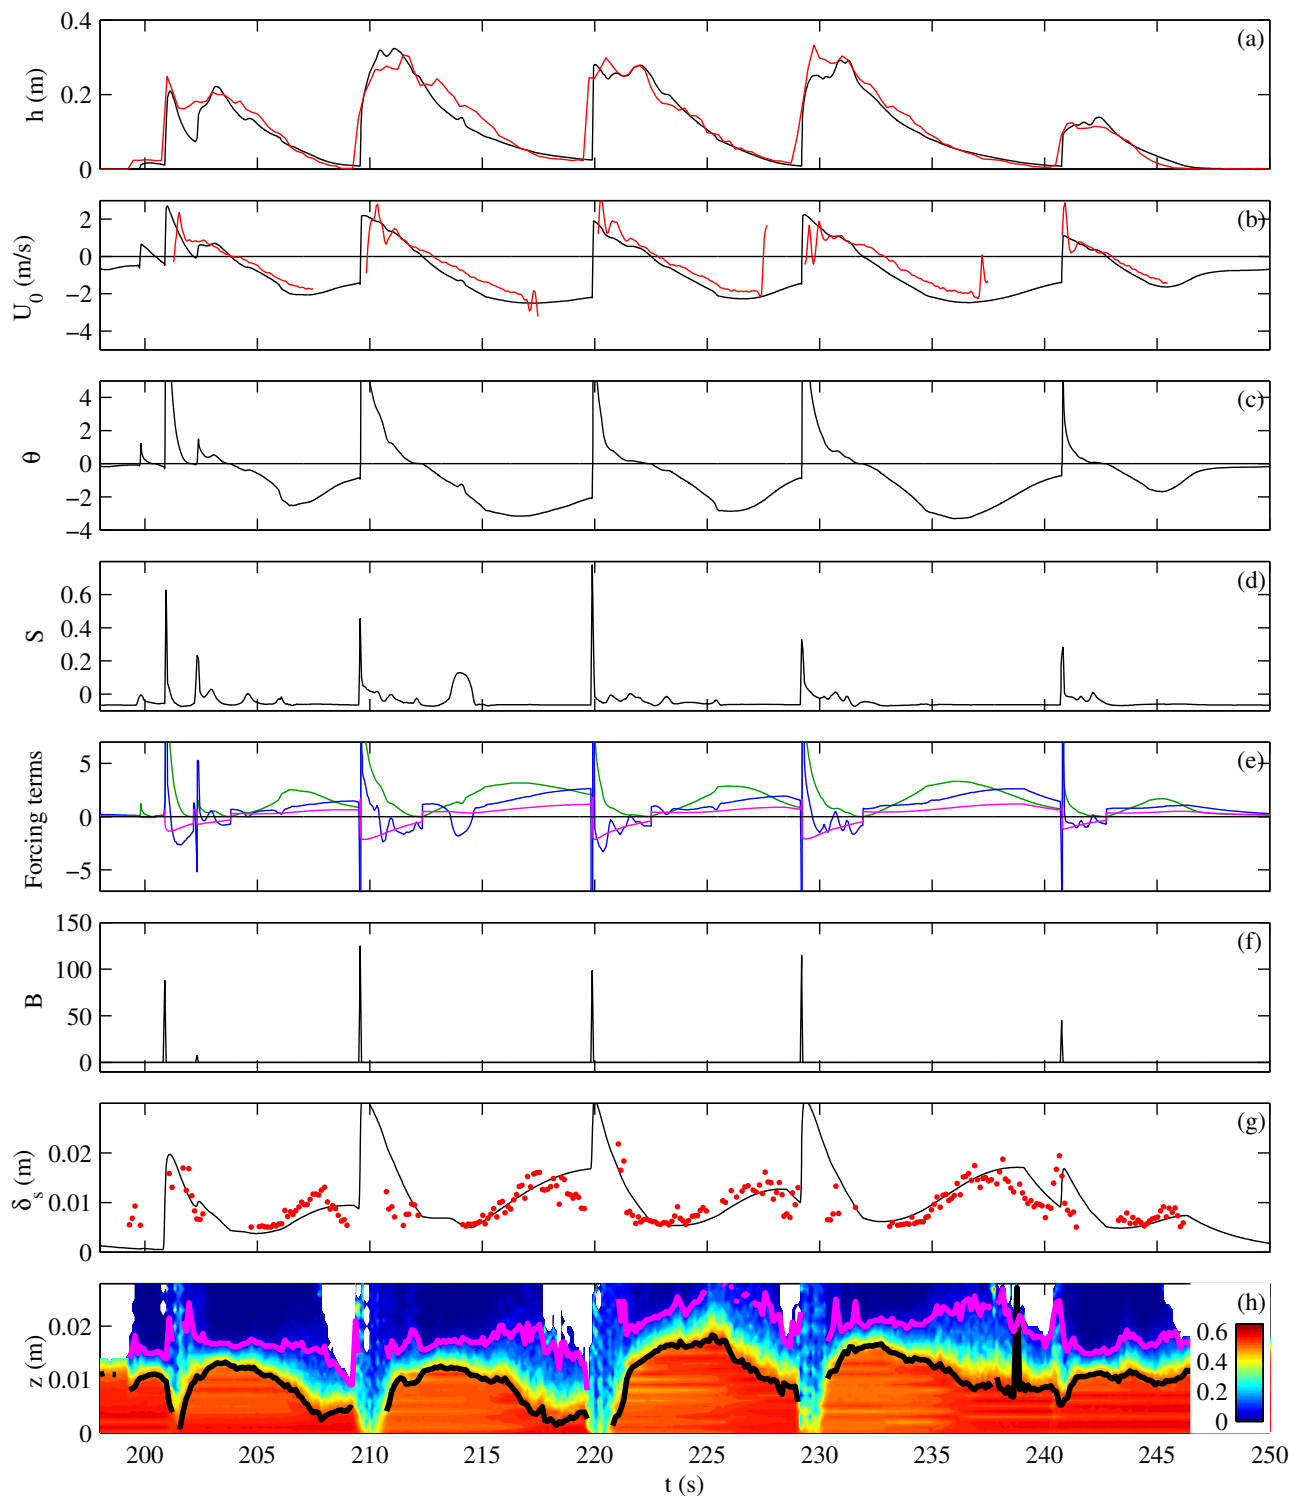 0.4
0.2
0
h (m)
(a)
2
0
−2
−4
U_0 (m/s)
(b)
4
2
0
−2
−4
θ
(c)
0.6
0.4
0.2
0
S
(d)
5
0
−5
Forcing terms
(e)
150
100
50
0
B
(f)
0.02
0.01
0
δ_s (m)
(g)
0.02
0.01
0
z (m)
(h)
0.6
0.4
0.2
0
200 205 210 215 220 225 230 235 240 245 250
t (s)